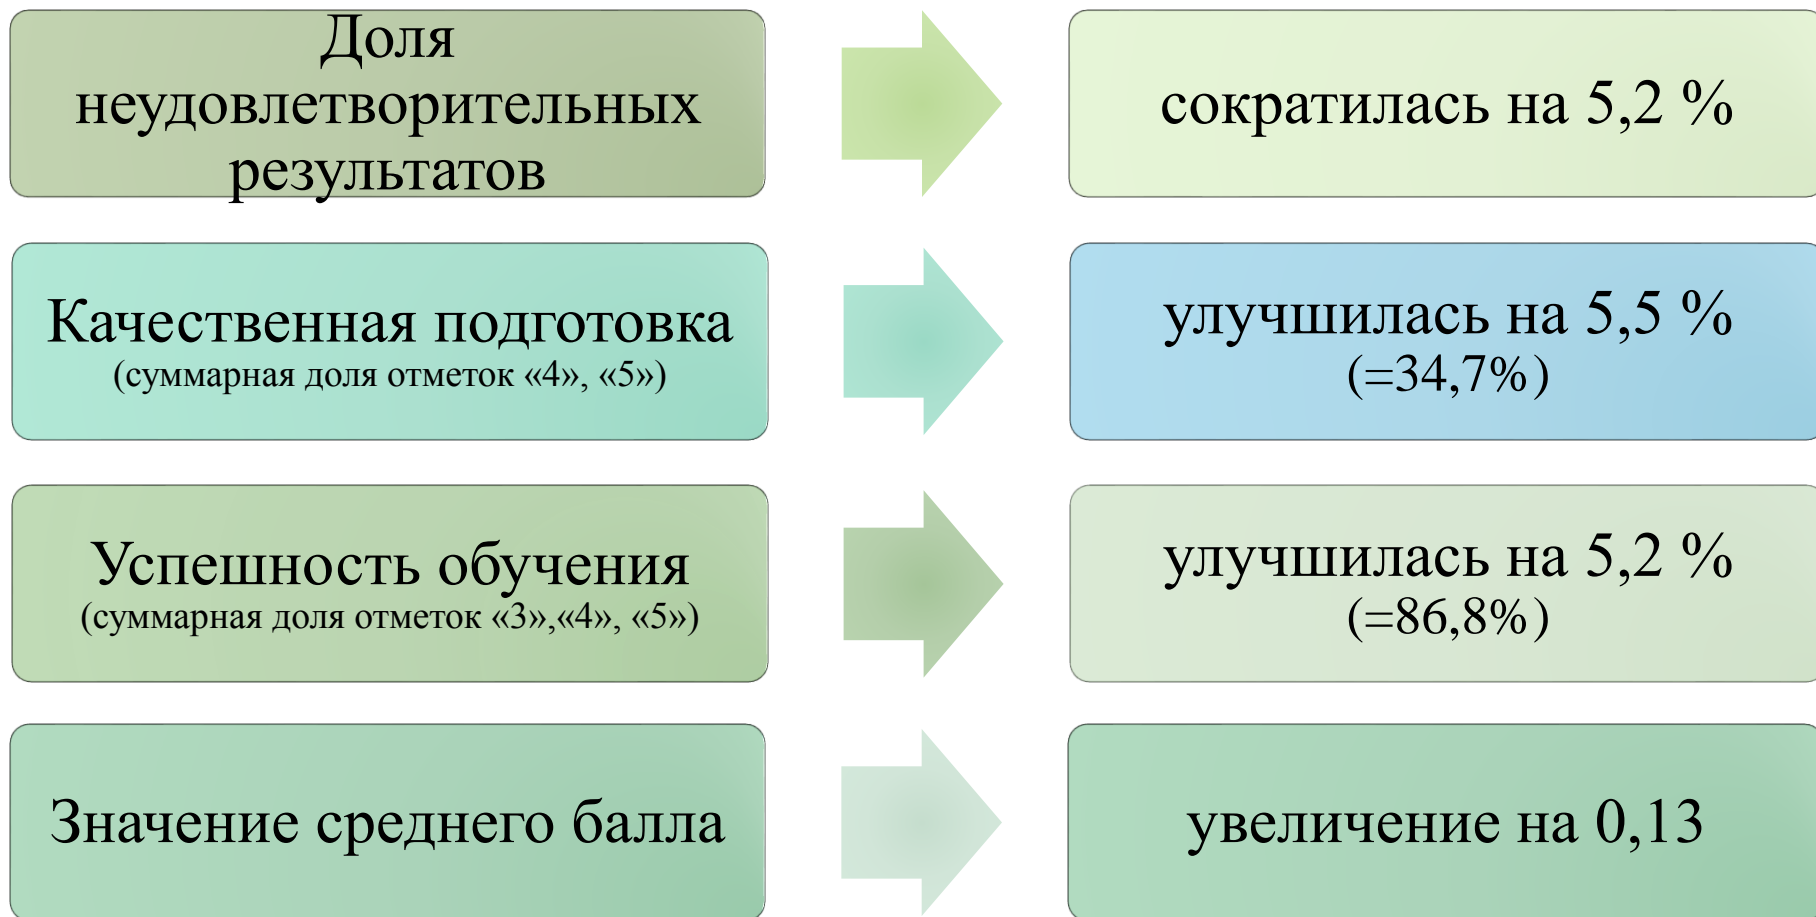 Доля
неудовлетворительных
результатов
сократилась на 5,2 %
Качественная подготовка
(суммарная доля отметок «4», «5»)
улучшилась на 5,5 %
(=34,7%)
Успешность обучения
(суммарная доля отметок «3»,«4», «5»)
улучшилась на 5,2 %
(=86,8%)
Значение среднего балла
увеличение на 0,13